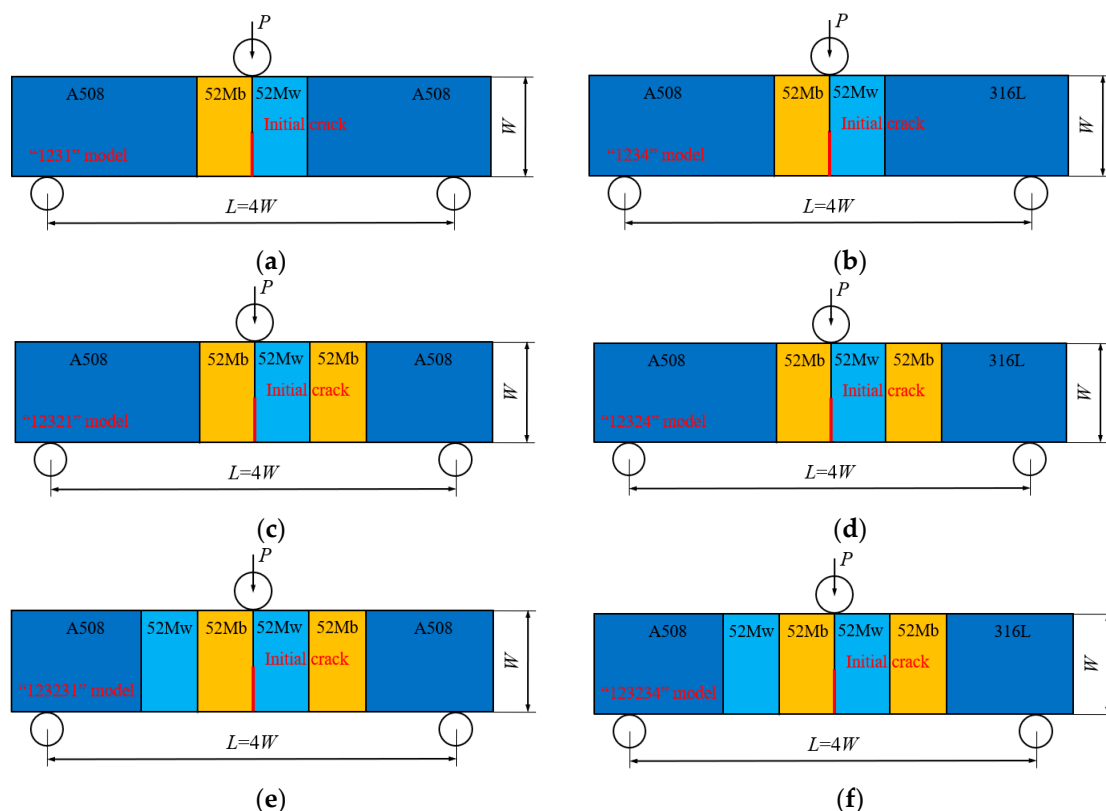 P
A508 52Mb 52Mw A508
Initial crack
"1231" model
W
L=4W
(a)
P
A508 52Mb 52Mw 316L
Initial crack
"1234" model
W
L=4W
(b)
P
A508 52Mb 52Mw 52Mb A508
Initial crack
"12321" model
W
L=4W
(c)
P
A508 52Mb 52Mw 52Mb 316L
Initial crack
"12324" model
W
L=4W
(d)
P
A508 52Mw 52Mb 52Mw 52Mb A508
Initial crack
"123231" model
W
L=4W
(e)
P
A508 52Mw 52Mb 52Mw 52Mb 316L
Initial crack
"123234" model
W
L=4W
(f)